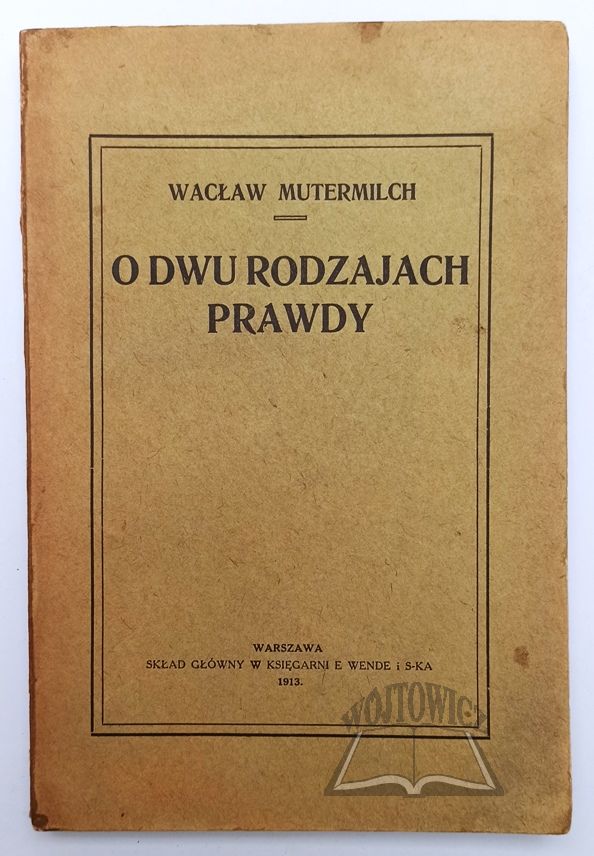 WACŁAW MUTERMILCH
O DWU RODZAJACH
PRAWDY
WARSZAWA
SKŁAD GŁÓWNY W KSIĘGARNI E WENDE i S-KA
1913.
WOJTOWICZ